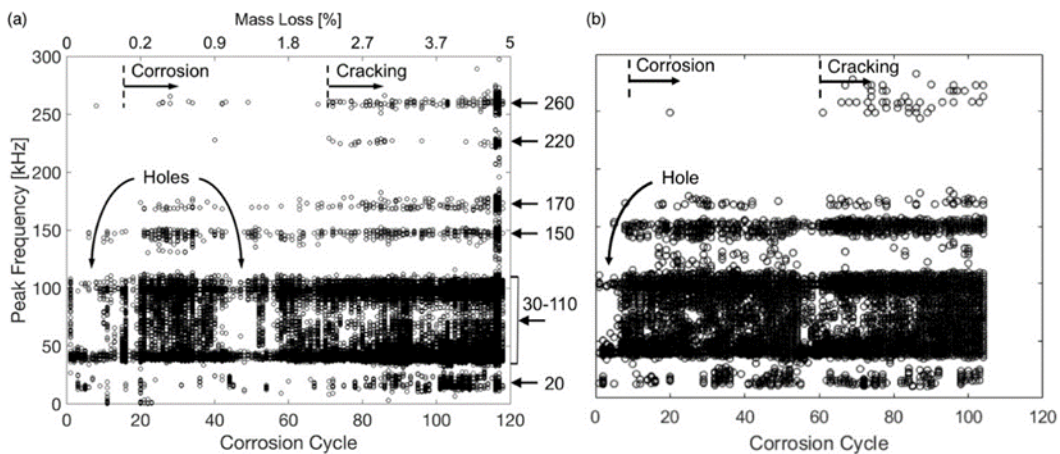 (a)
Mass Loss [%]
0 0.2 0.9 1.8 2.7 3.7 5
300
250
200
150
100
50
0
Peak Frequency [kHz]
Corrosion
Cracking
Holes
260
220
170
150
30-110
20
0 20 40 60 80 100 120
Corrosion Cycle
(b)
Corrosion
Cracking
Hole
0 20 40 60 80 100 120
Corrosion Cycle